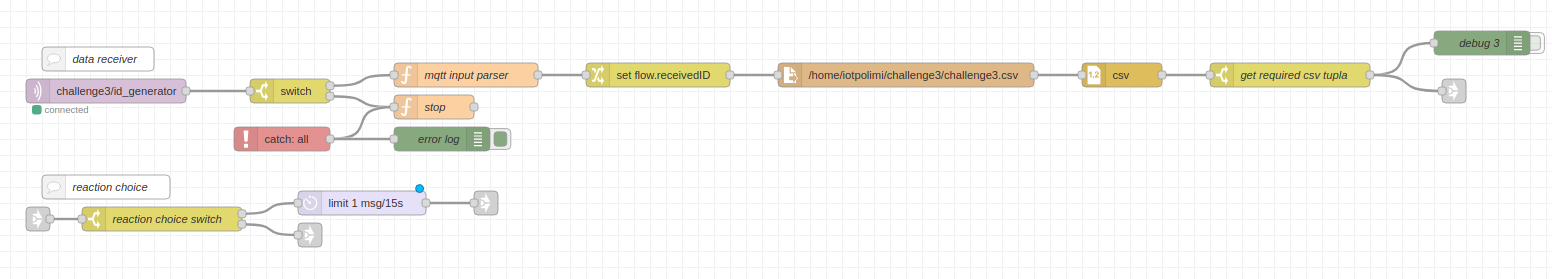 data receiver
debug 3
mqtt input parser
set flow.receivedID
/home/iotpolimi/challenge3/challenge3.csv
1,2
csv
get required csv tupla
challenge3/id_generator
switch
connected
stop
catch: all
error log
reaction choice
limit 1 msg/15s
reaction choice switch